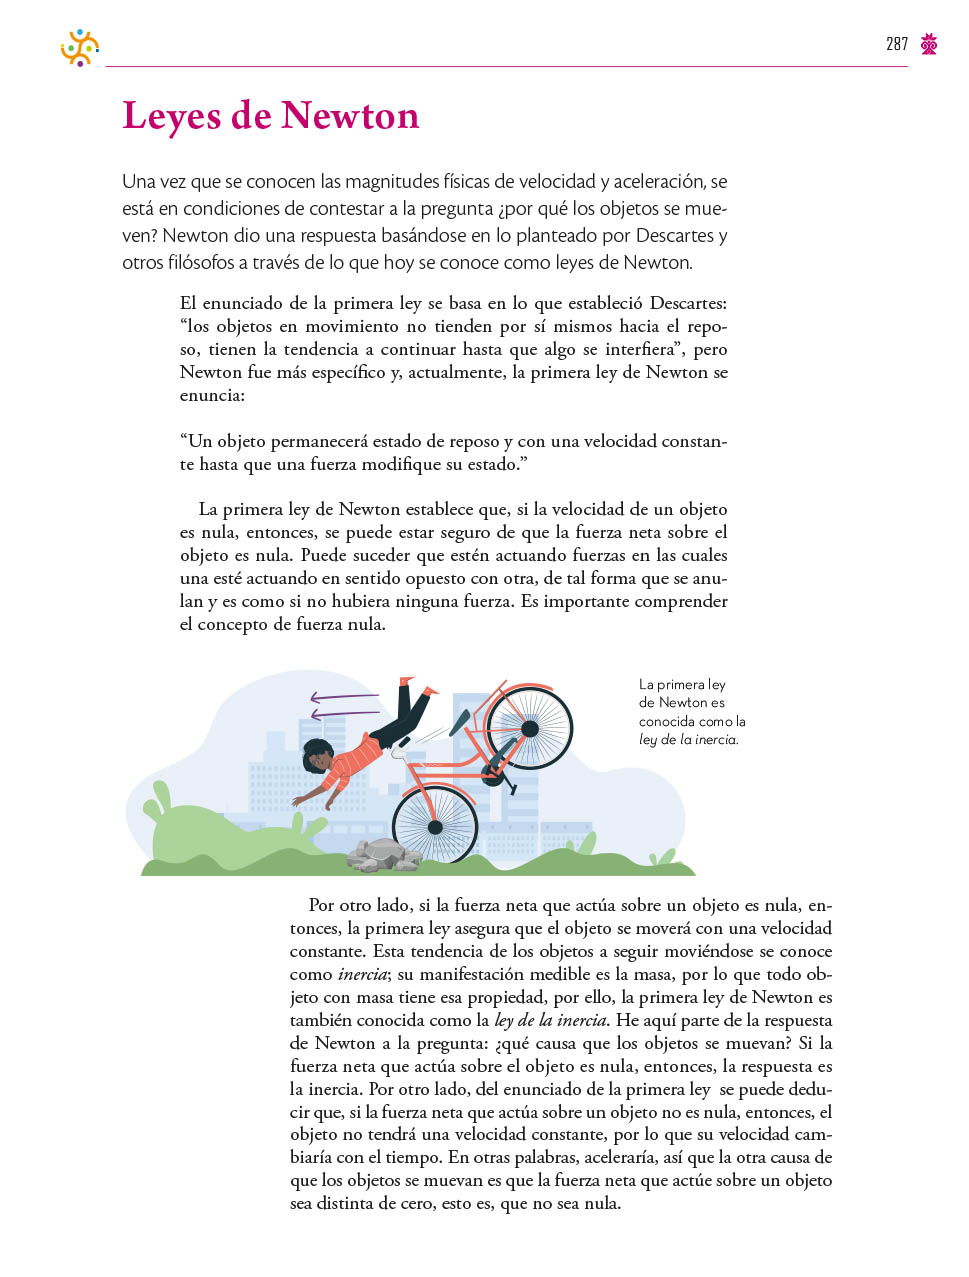 287
Leyes de Newton
Una vez que se conocen las magnitudes físicas de velocidad y aceleración, se
está en condiciones de contestar a la pregunta ¿por qué los objetos se mue-
ven? Newton dio una respuesta basándose en lo planteado por Descartes y
otros filósofos a través de lo que hoy se conoce como leyes de Newton.
El enunciado de la primera ley se basa en lo que estableció Descartes:
“los objetos en movimiento no tienden por sí mismos hacia el repo-
so, tienen la tendencia a continuar hasta que algo se interfiera”, pero
Newton fue más específico y, actualmente, la primera ley de Newton se
enuncia:
“Un objeto permanecerá estado de reposo y con una velocidad constan-
te hasta que una fuerza modifique su estado.”
La primera ley de Newton establece que, si la velocidad de un objeto
es nula, entonces, se puede estar seguro de que la fuerza neta sobre el
objeto es nula. Puede suceder que estén actuando fuerzas en las cuales
una esté actuando en sentido opuesto con otra, de tal forma que se anu-
lan y es como si no hubiera ninguna fuerza. Es importante comprender
el concepto de fuerza nula.
La primera ley
de Newton es
conocida como la
ley de la inercia.
Por otro lado, si la fuerza neta que actúa sobre un objeto es nula, en-
tonces, la primera ley asegura que el objeto se moverá con una velocidad
constante. Esta tendencia de los objetos a seguir moviéndose se conoce
como inercia; su manifestación medible es la masa, por lo que todo ob-
jeto con masa tiene esa propiedad, por ello, la primera ley de Newton es
también conocida como la ley de la inercia. He aquí parte de la respuesta
de Newton a la pregunta: ¿qué causa que los objetos se muevan? Si la
fuerza neta que actúa sobre el objeto es nula, entonces, la respuesta es
la inercia. Por otro lado, del enunciado de la primera ley se puede dedu-
cir que, si la fuerza neta que actúa sobre un objeto no es nula, entonces, el
objeto no tendrá una velocidad constante, por lo que su velocidad cam-
biaría con el tiempo. En otras palabras, aceleraría, así que la otra causa de
que los objetos se muevan es que la fuerza neta que actúe sobre un objeto
sea distinta de cero, esto es, que no sea nula.